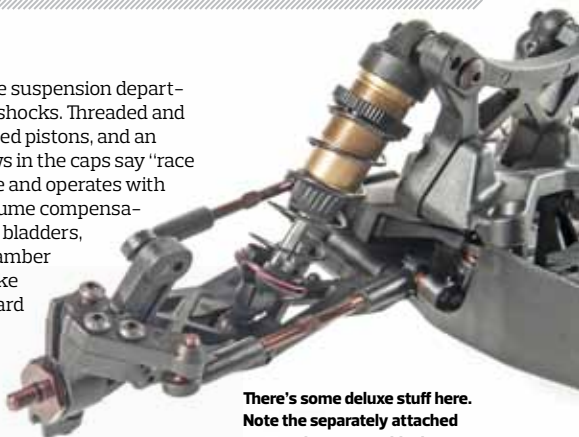 e suspension depart-
shocks. Threaded and
ed pistons, and an
ws in the caps say “race
e and operates with
ume compensa-
bladders,
amber
ke
ard
There's some deluxe stuff here.
Note the separately attached